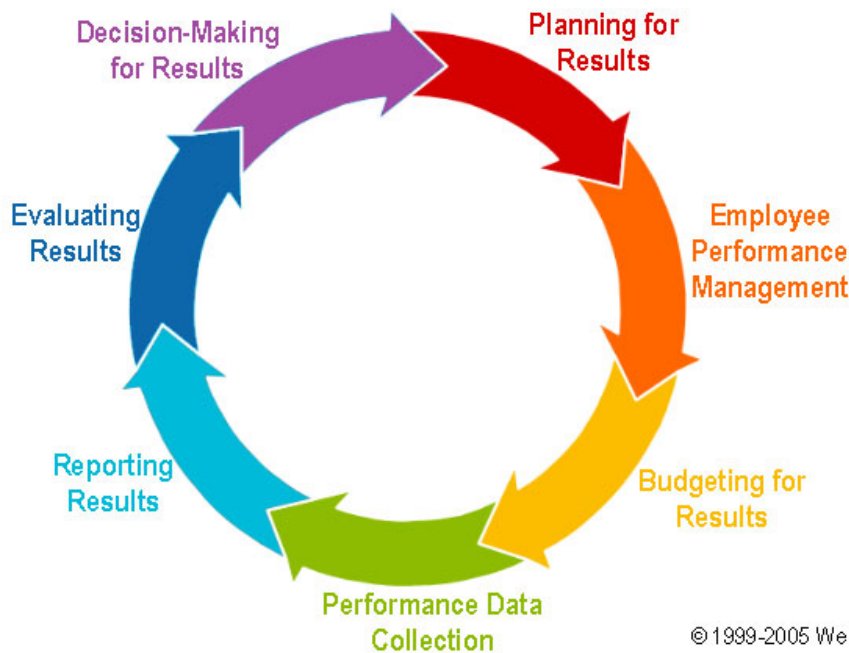 Decision-Making
for Results
Planning for
Results
Employee
Performance
Management
Budgeting for
Results
Performance Data
Collection
Reporting
Results
Evaluating
Results
© 1999-2005 We